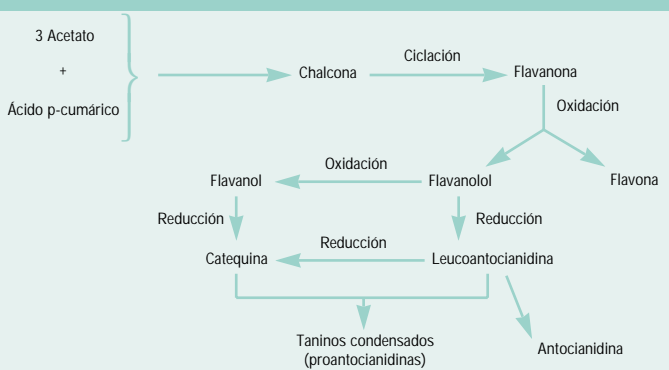 3 Acetato
+
Ácido p-cumárico
Chalcona
Ciclación
Flavanona
Oxidación
Flavanol
Oxidación
Flavanolol
Flavona
Reducción
Reducción
Catequina
Reducción
Leucoantocianidina
Taninos condensados
(proantocianidinas)
Antocianidina